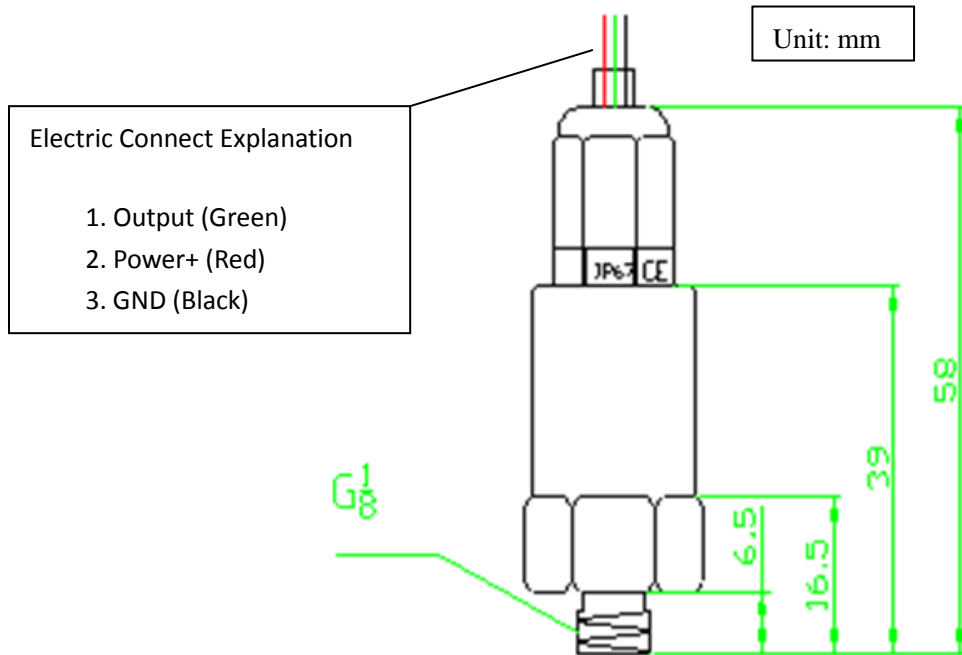 Unit: mm
Electric Connect Explanation
1. Output (Green)
2. Power+ (Red)
3. GND (Black)
IP67 CE
58
39
G1/8
6.5
16.5